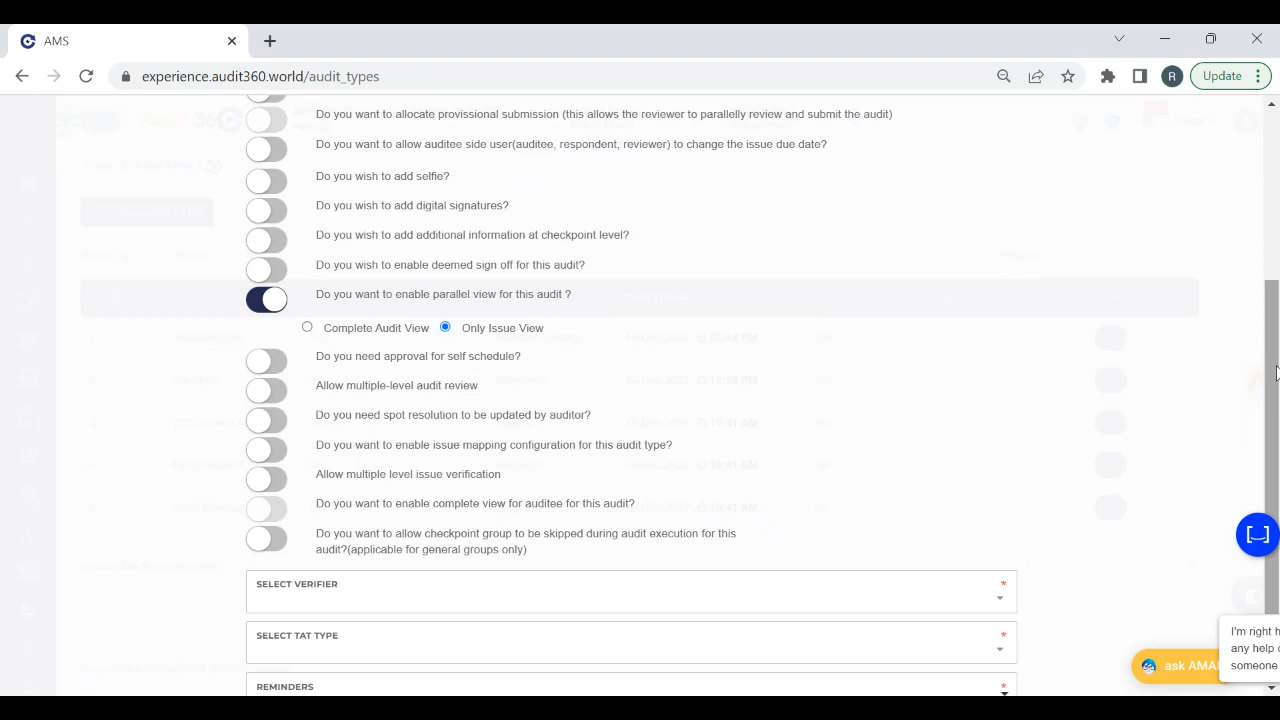 AMS
experience.audit360.world/audit_types
R
Update
Do you want to allocate provissional submission (this allows the reviewer to parallelly review and submit the audit)
Do you want to allow auditee side user(auditee, respondent, reviewer) to change the issue due date?
Do you wish to add selfie?
Do you wish to add digital signatures?
Do you wish to add additional information at checkpoint level?
Do you wish to enable deemed sign off for this audit?
Do you want to enable parallel view for this audit ?
Complete Audit View Only Issue View
Do you need approval for self schedule?
Allow multiple-level audit review
Do you need spot resolution to be updated by auditor?
Do you want to enable issue mapping configuration for this audit type?
Allow multiple level issue verification
Do you want to enable complete view for auditee for this audit?
Do you want to allow checkpoint group to be skipped during audit execution for this
audit?(applicable for general groups only)
SELECT VERIFIER *
SELECT TAT TYPE *
REMINDERS *
I'm right h
any help
someone
ask AMA